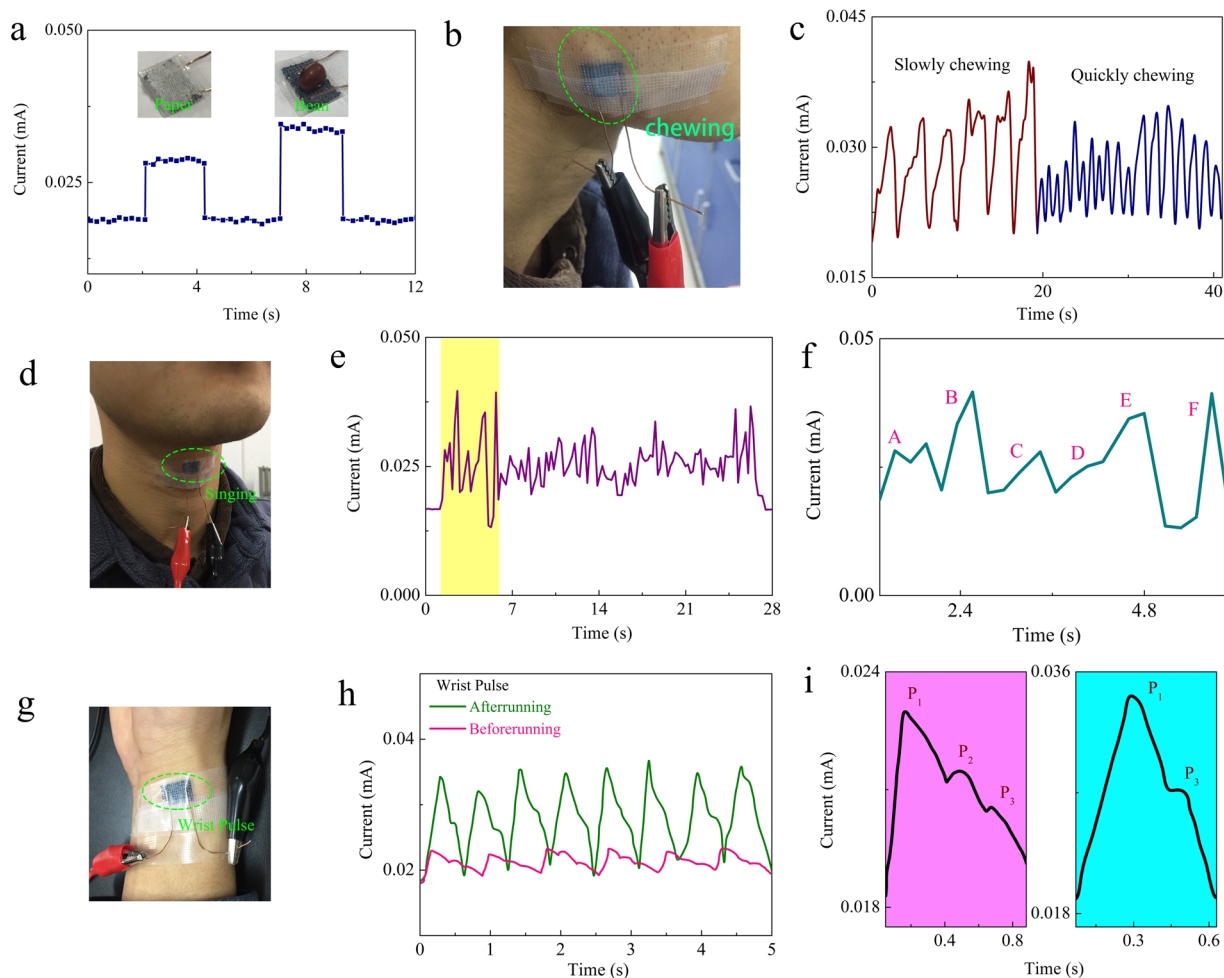 a
0.050
0.025
Current (mA)
Paper
Bean
0
4
8
12
Time (s)
b
chewing
c
0.045
0.030
0.015
Current (mA)
Slowly chewing
Quickly chewing
0
20
40
Time (s)
d
Singing
e
0.050
0.025
0.000
Current (mA)
0
7
14
21
28
Time (s)
f
0.05
0.00
Current (mA)
A
B
C
D
E
F
2.4
4.8
Time (s)
g
Wrist Pulse
h
Wrist Pulse
Afterrunning
Beforerunning
0.04
0.02
Current (mA)
0
1
2
3
4
5
Time (s)
i
0.024
0.018
Current (mA)
P1
P2
P3
0.4
0.8
0.036
0.018
P1
P3
0.3
0.6
Time (s)